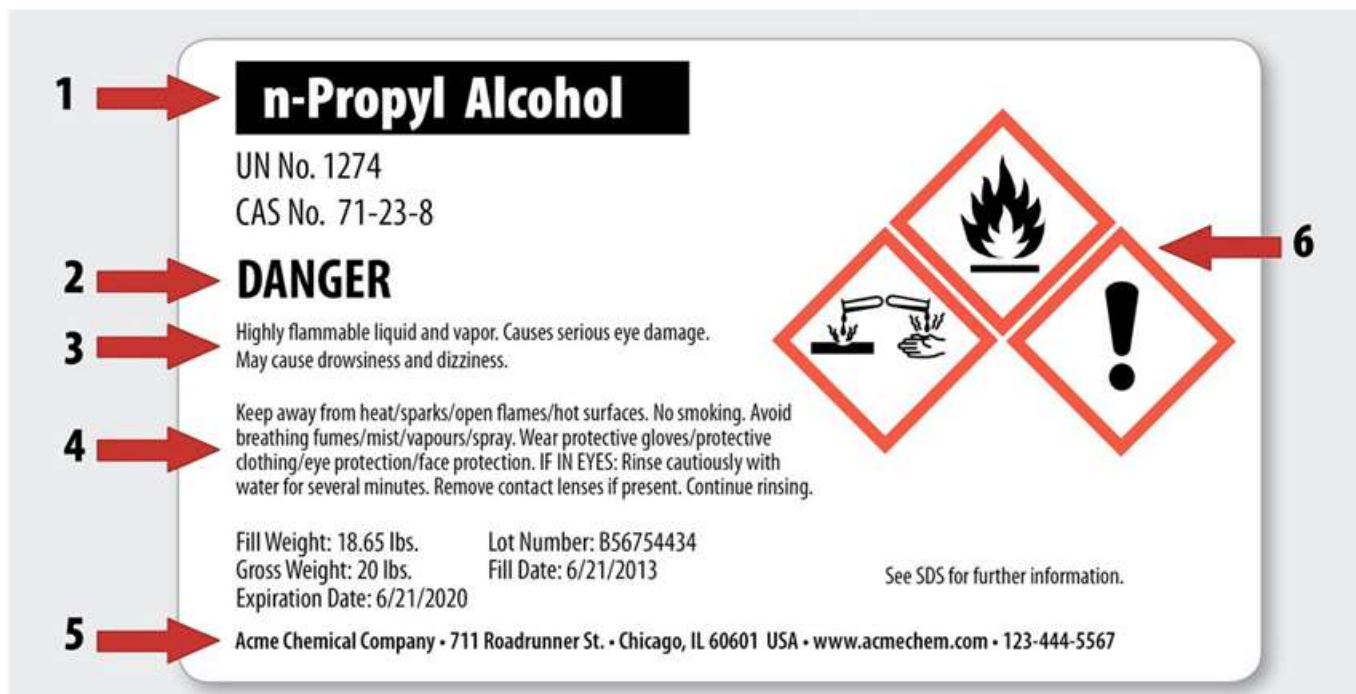 1
n-Propyl Alcohol
UN No. 1274
CAS No. 71-23-8
2
DANGER
3
Highly flammable liquid and vapor. Causes serious eye damage.
May cause drowsiness and dizziness.
4
Keep away from heat/sparks/open flames/hot surfaces. No smoking. Avoid
breathing fumes/mist/vapours/spray. Wear protective gloves/protective
clothing/eye protection/face protection. IF IN EYES: Rinse cautiously with
water for several minutes. Remove contact lenses if present. Continue rinsing.
6
Fill Weight: 18.65 lbs. Lot Number: B56754434
Gross Weight: 20 lbs. Fill Date: 6/21/2013
Expiration Date: 6/21/2020
See SDS for further information.
5
Acme Chemical Company • 711 Roadrunner St. • Chicago, IL 60601 USA • www.acmechem.com • 123-444-5567